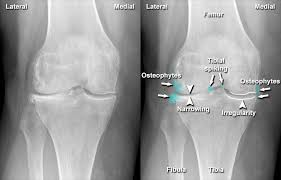 Lateral
Medial
Lateral
Medial
Femur
Tibial
spiking
Osteophytes
Osteophytes
Narrowing
Irregularity
Fibula
Tibia